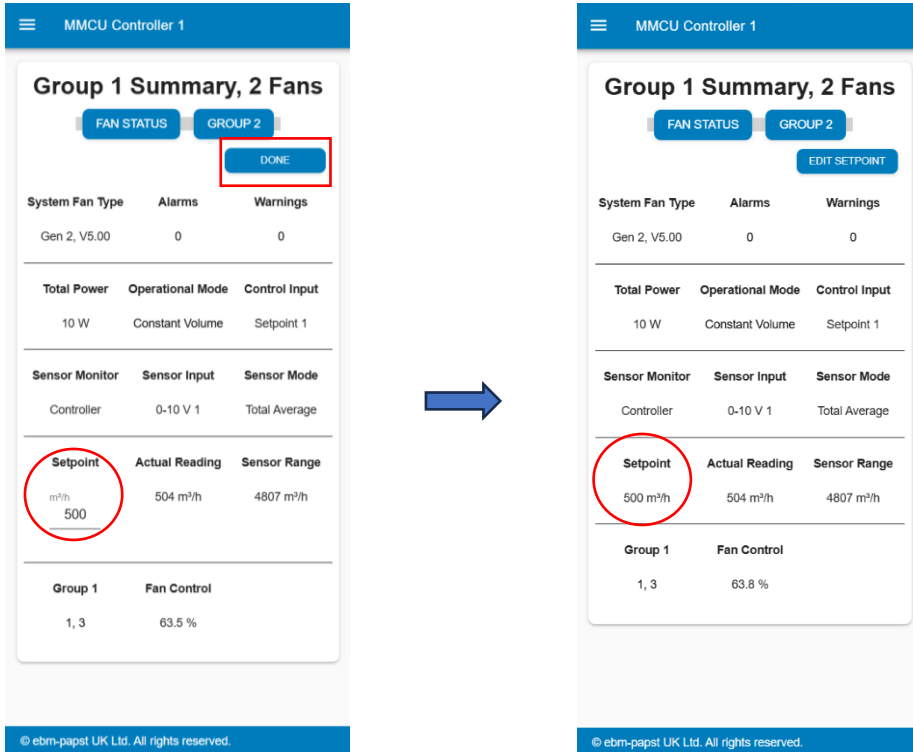 MMCU Controller 1
Group 1 Summary, 2 Fans
FAN STATUS GROUP 2
DONE
System Fan Type Alarms Warnings
Gen 2, V5.00 0 0
Total Power Operational Mode Control Input
10 W Constant Volume Setpoint 1
Sensor Monitor Sensor Input Sensor Mode
Controller 0-10 V 1 Total Average
Setpoint Actual Reading Sensor Range
m³/h 504 m³/h 4807 m³/h
500
Group 1 Fan Control
1, 3 63.5 %
© ebm-papst UK Ltd. All rights reserved.
MMCU Controller 1
Group 1 Summary, 2 Fans
FAN STATUS GROUP 2
EDIT SETPOINT
System Fan Type Alarms Warnings
Gen 2, V5.00 0 0
Total Power Operational Mode Control Input
10 W Constant Volume Setpoint 1
Sensor Monitor Sensor Input Sensor Mode
Controller 0-10 V 1 Total Average
Setpoint Actual Reading Sensor Range
500 m³/h 504 m³/h 4807 m³/h
Group 1 Fan Control
1, 3 63.8 %
© ebm-papst UK Ltd. All rights reserved.